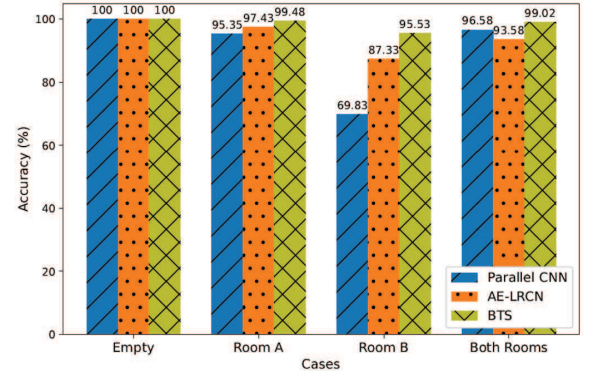 100 100 100
95.35 97.43 99.48
69.83 87.33 95.53
96.58 93.58 99.02
100
80
60
40
20
0
Accuracy (%)
Parallel CNN
AE-LRCN
BTS
Empty Room A Room B Both Rooms
Cases